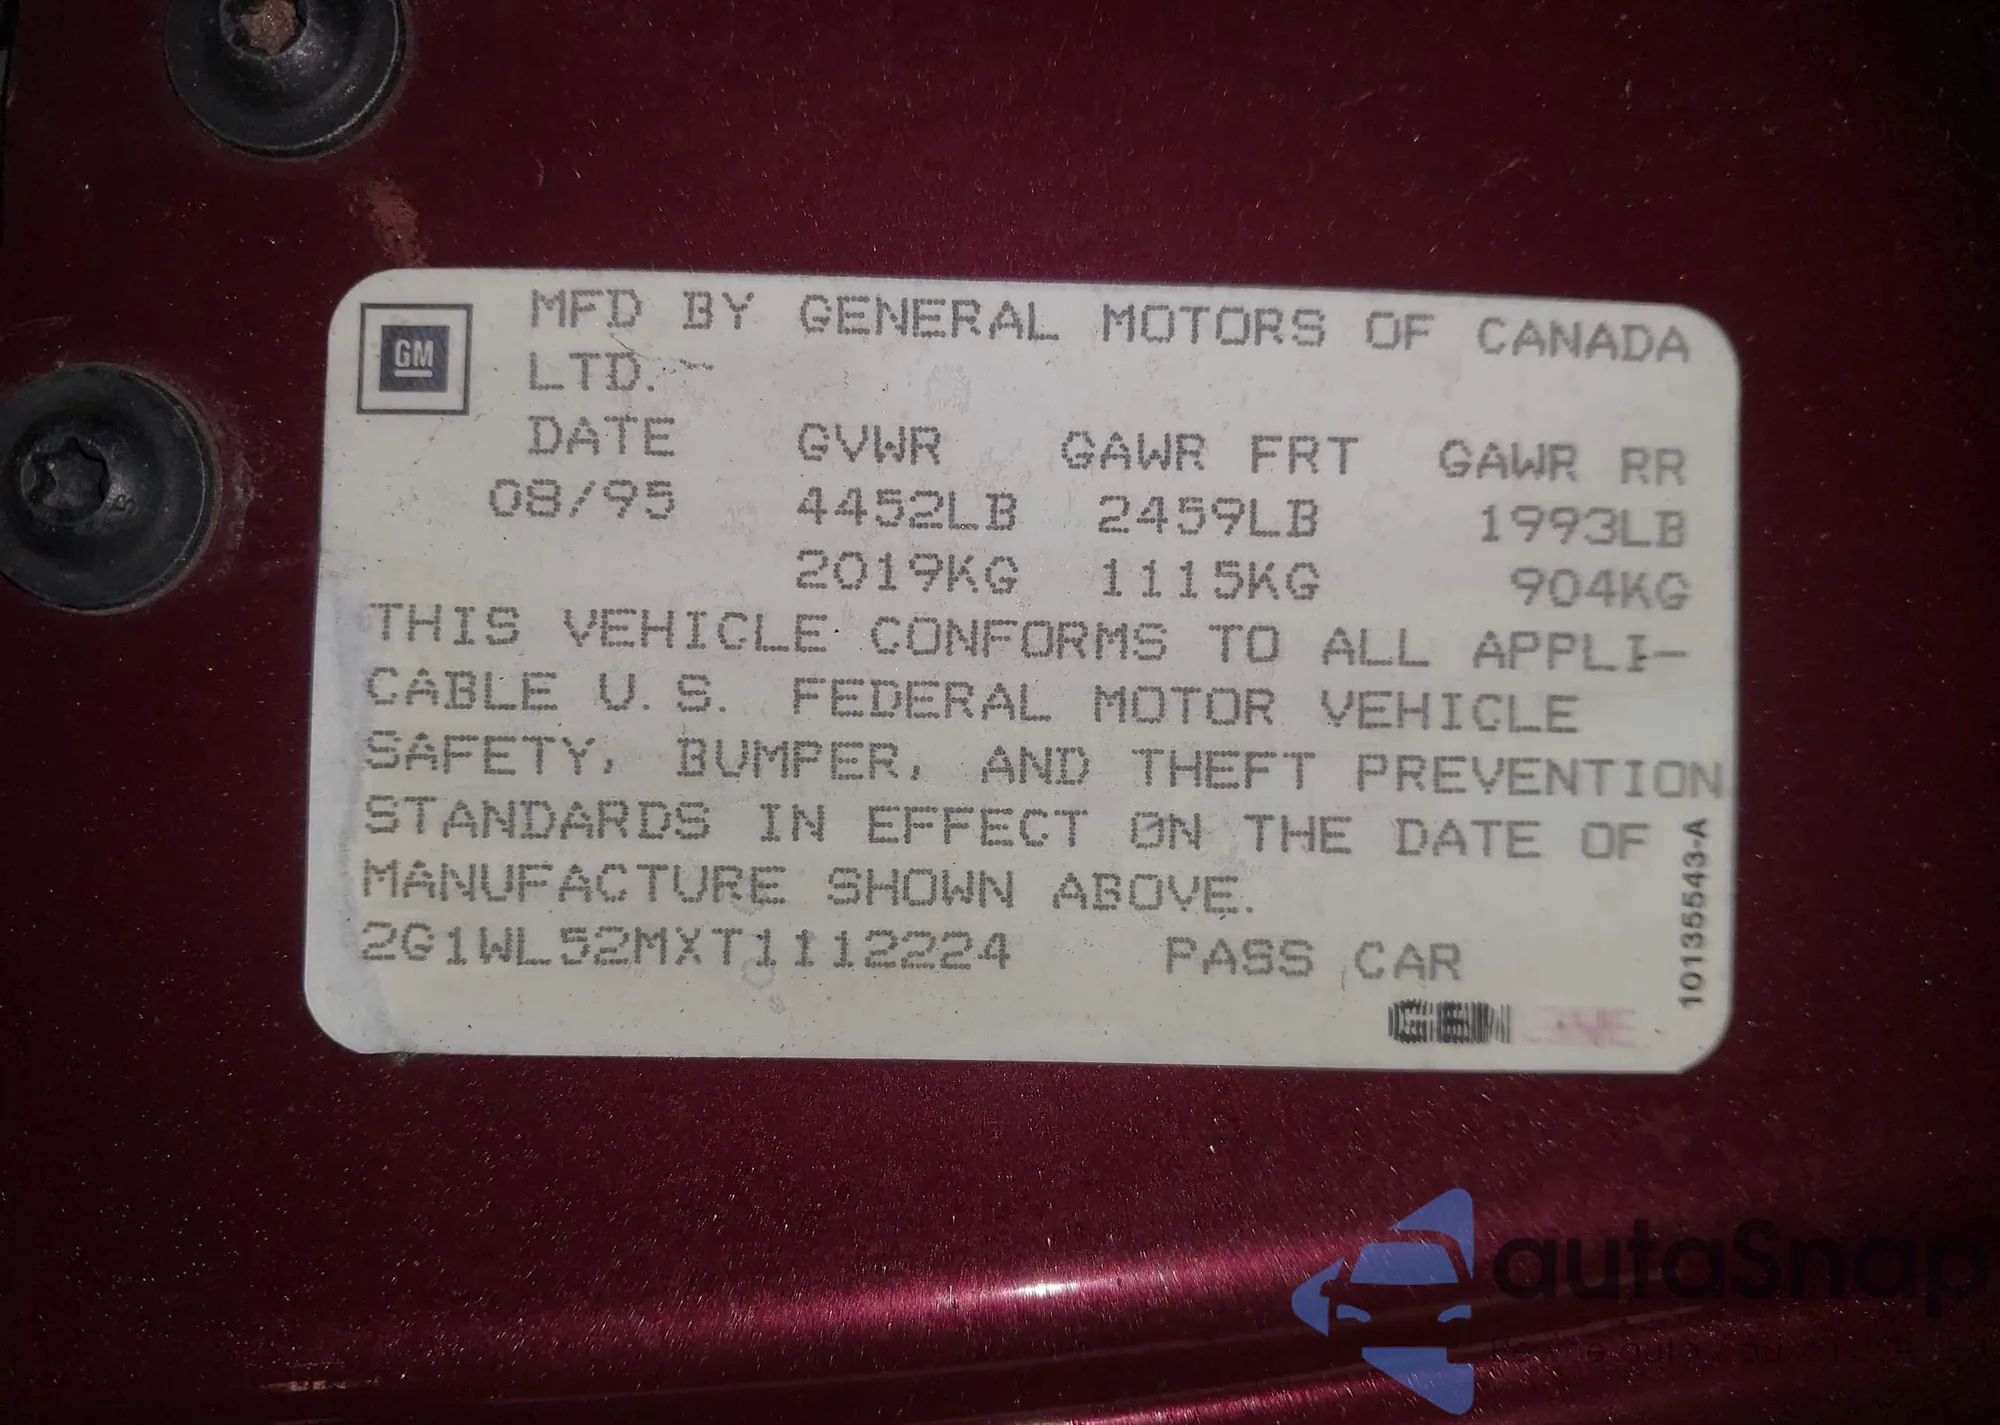 GM
MFD BY GENERAL MOTORS OF CANADA
LTD.
DATE GVWR GAWR FRT GAWR RR
08/95 4452LB 2459LB 1993LB
2019KG 1115KG 904KG
THIS VEHICLE CONFORMS TO ALL APPLI-
CABLE U.S. FEDERAL MOTOR VEHICLE
SAFETY, BUMPER, AND THEFT PREVENTION
STANDARDS IN EFFECT ON THE DATE OF
MANUFACTURE SHOWN ABOVE.
2G1WL52MXT1112224 PASS CAR
10135543-A
autaSnap